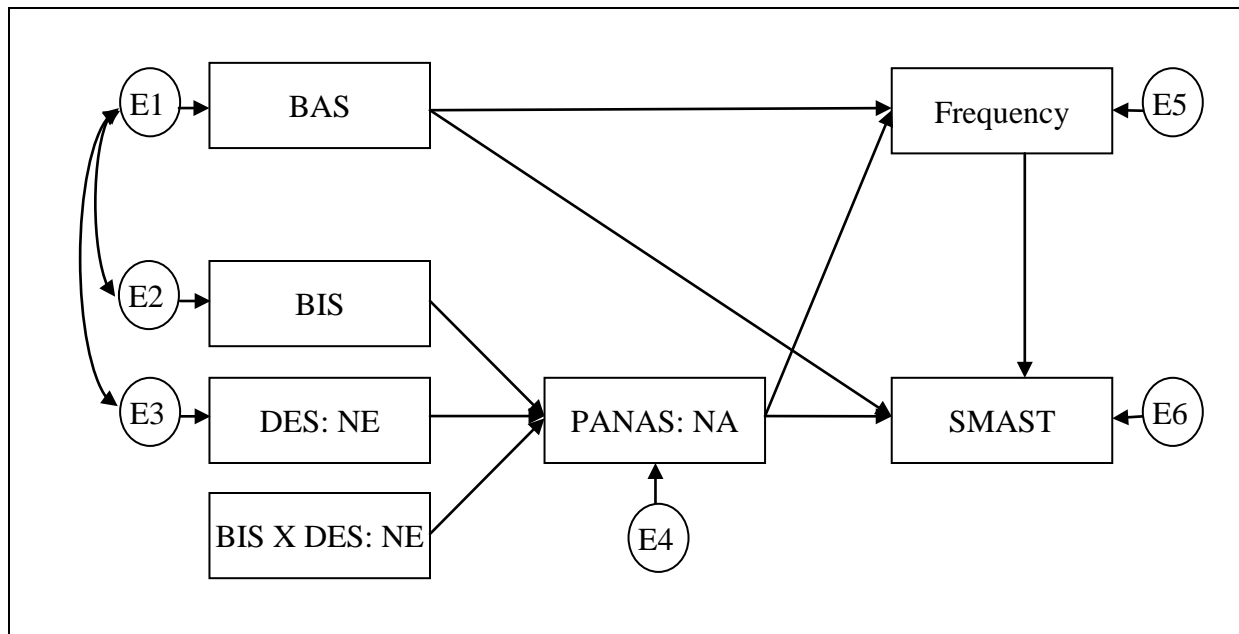 E1
BAS
Frequency
E5
E2
BIS
E3
DES: NE
PANAS: NA
SMAST
E6
BIS X DES: NE
E4